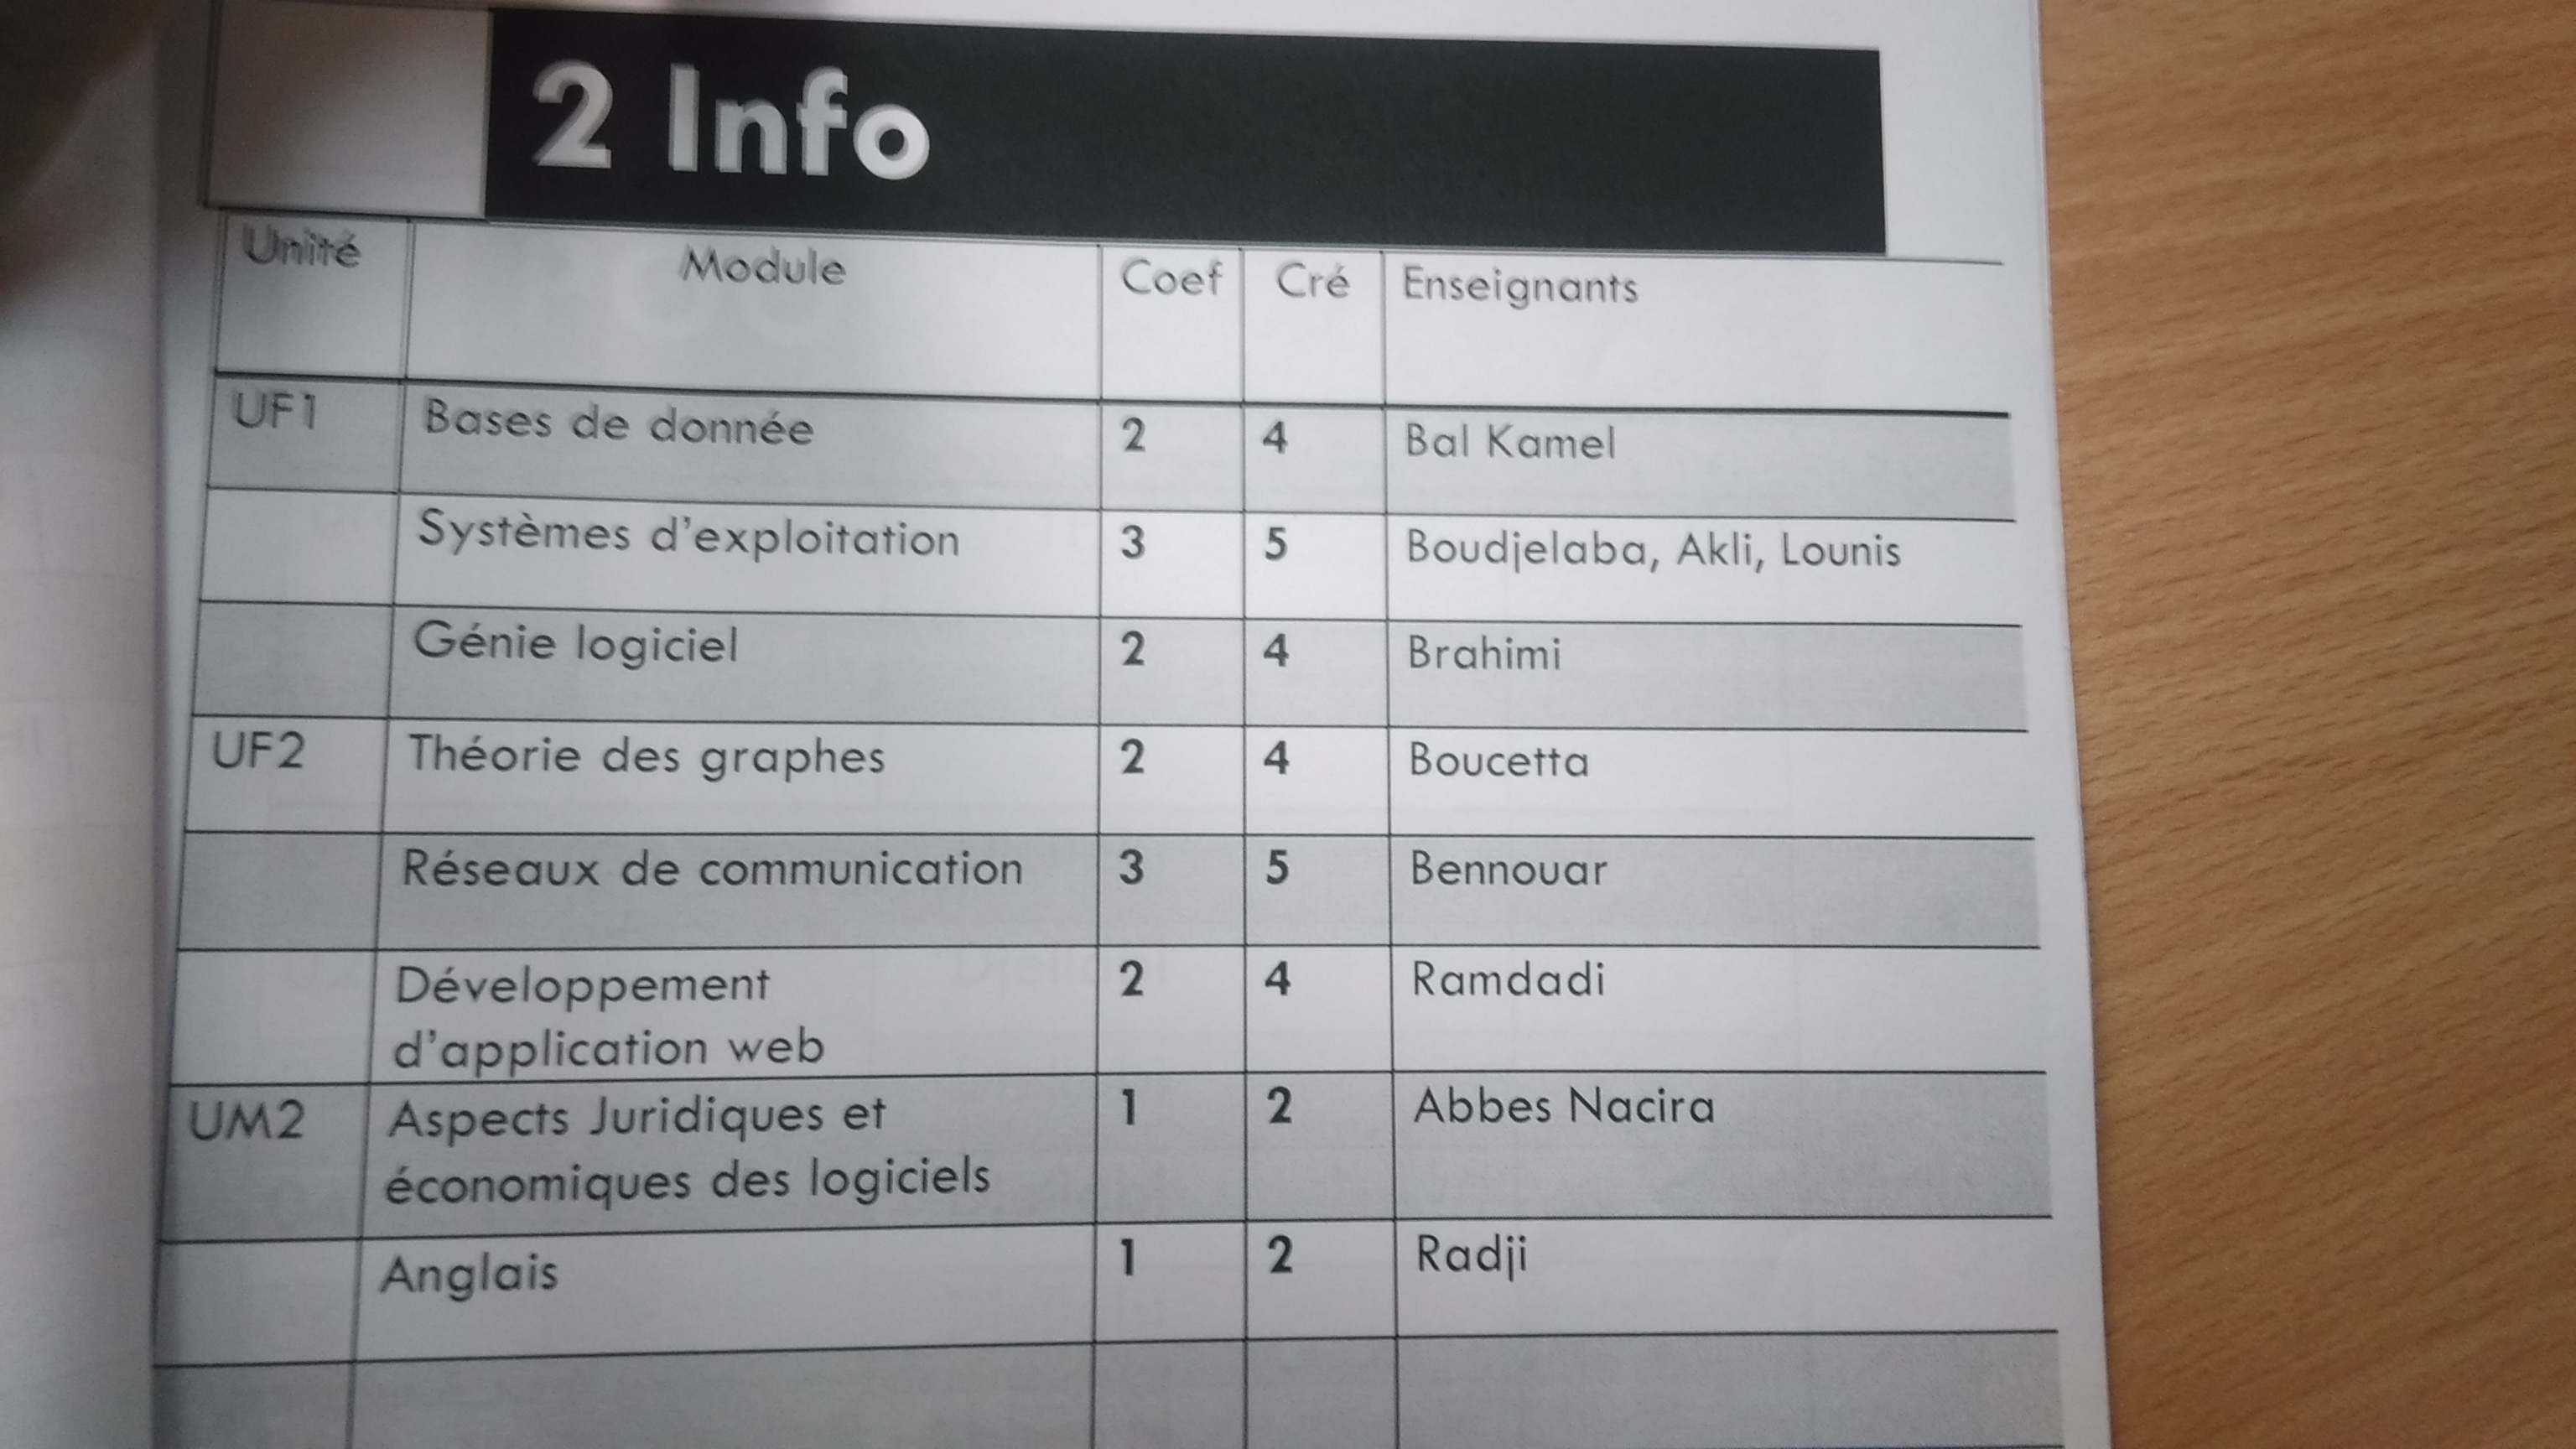 2 Info
Unité Module Coef Cré Enseignants
UF1 Bases de donnée 2 4 Bal Kamel
Systèmes d'exploitation 3 5 Boudjelaba, Akli, Lounis
Génie logiciel 2 4 Brahimi
UF2 Théorie des graphes 2 4 Boucetta
Réseaux de communication 3 5 Bennouar
Développement 2 4 Ramdadi
d'application web
UM2 Aspects Juridiques et 1 2 Abbes Nacira
économiques des logiciels
Anglais 1 2 Radji